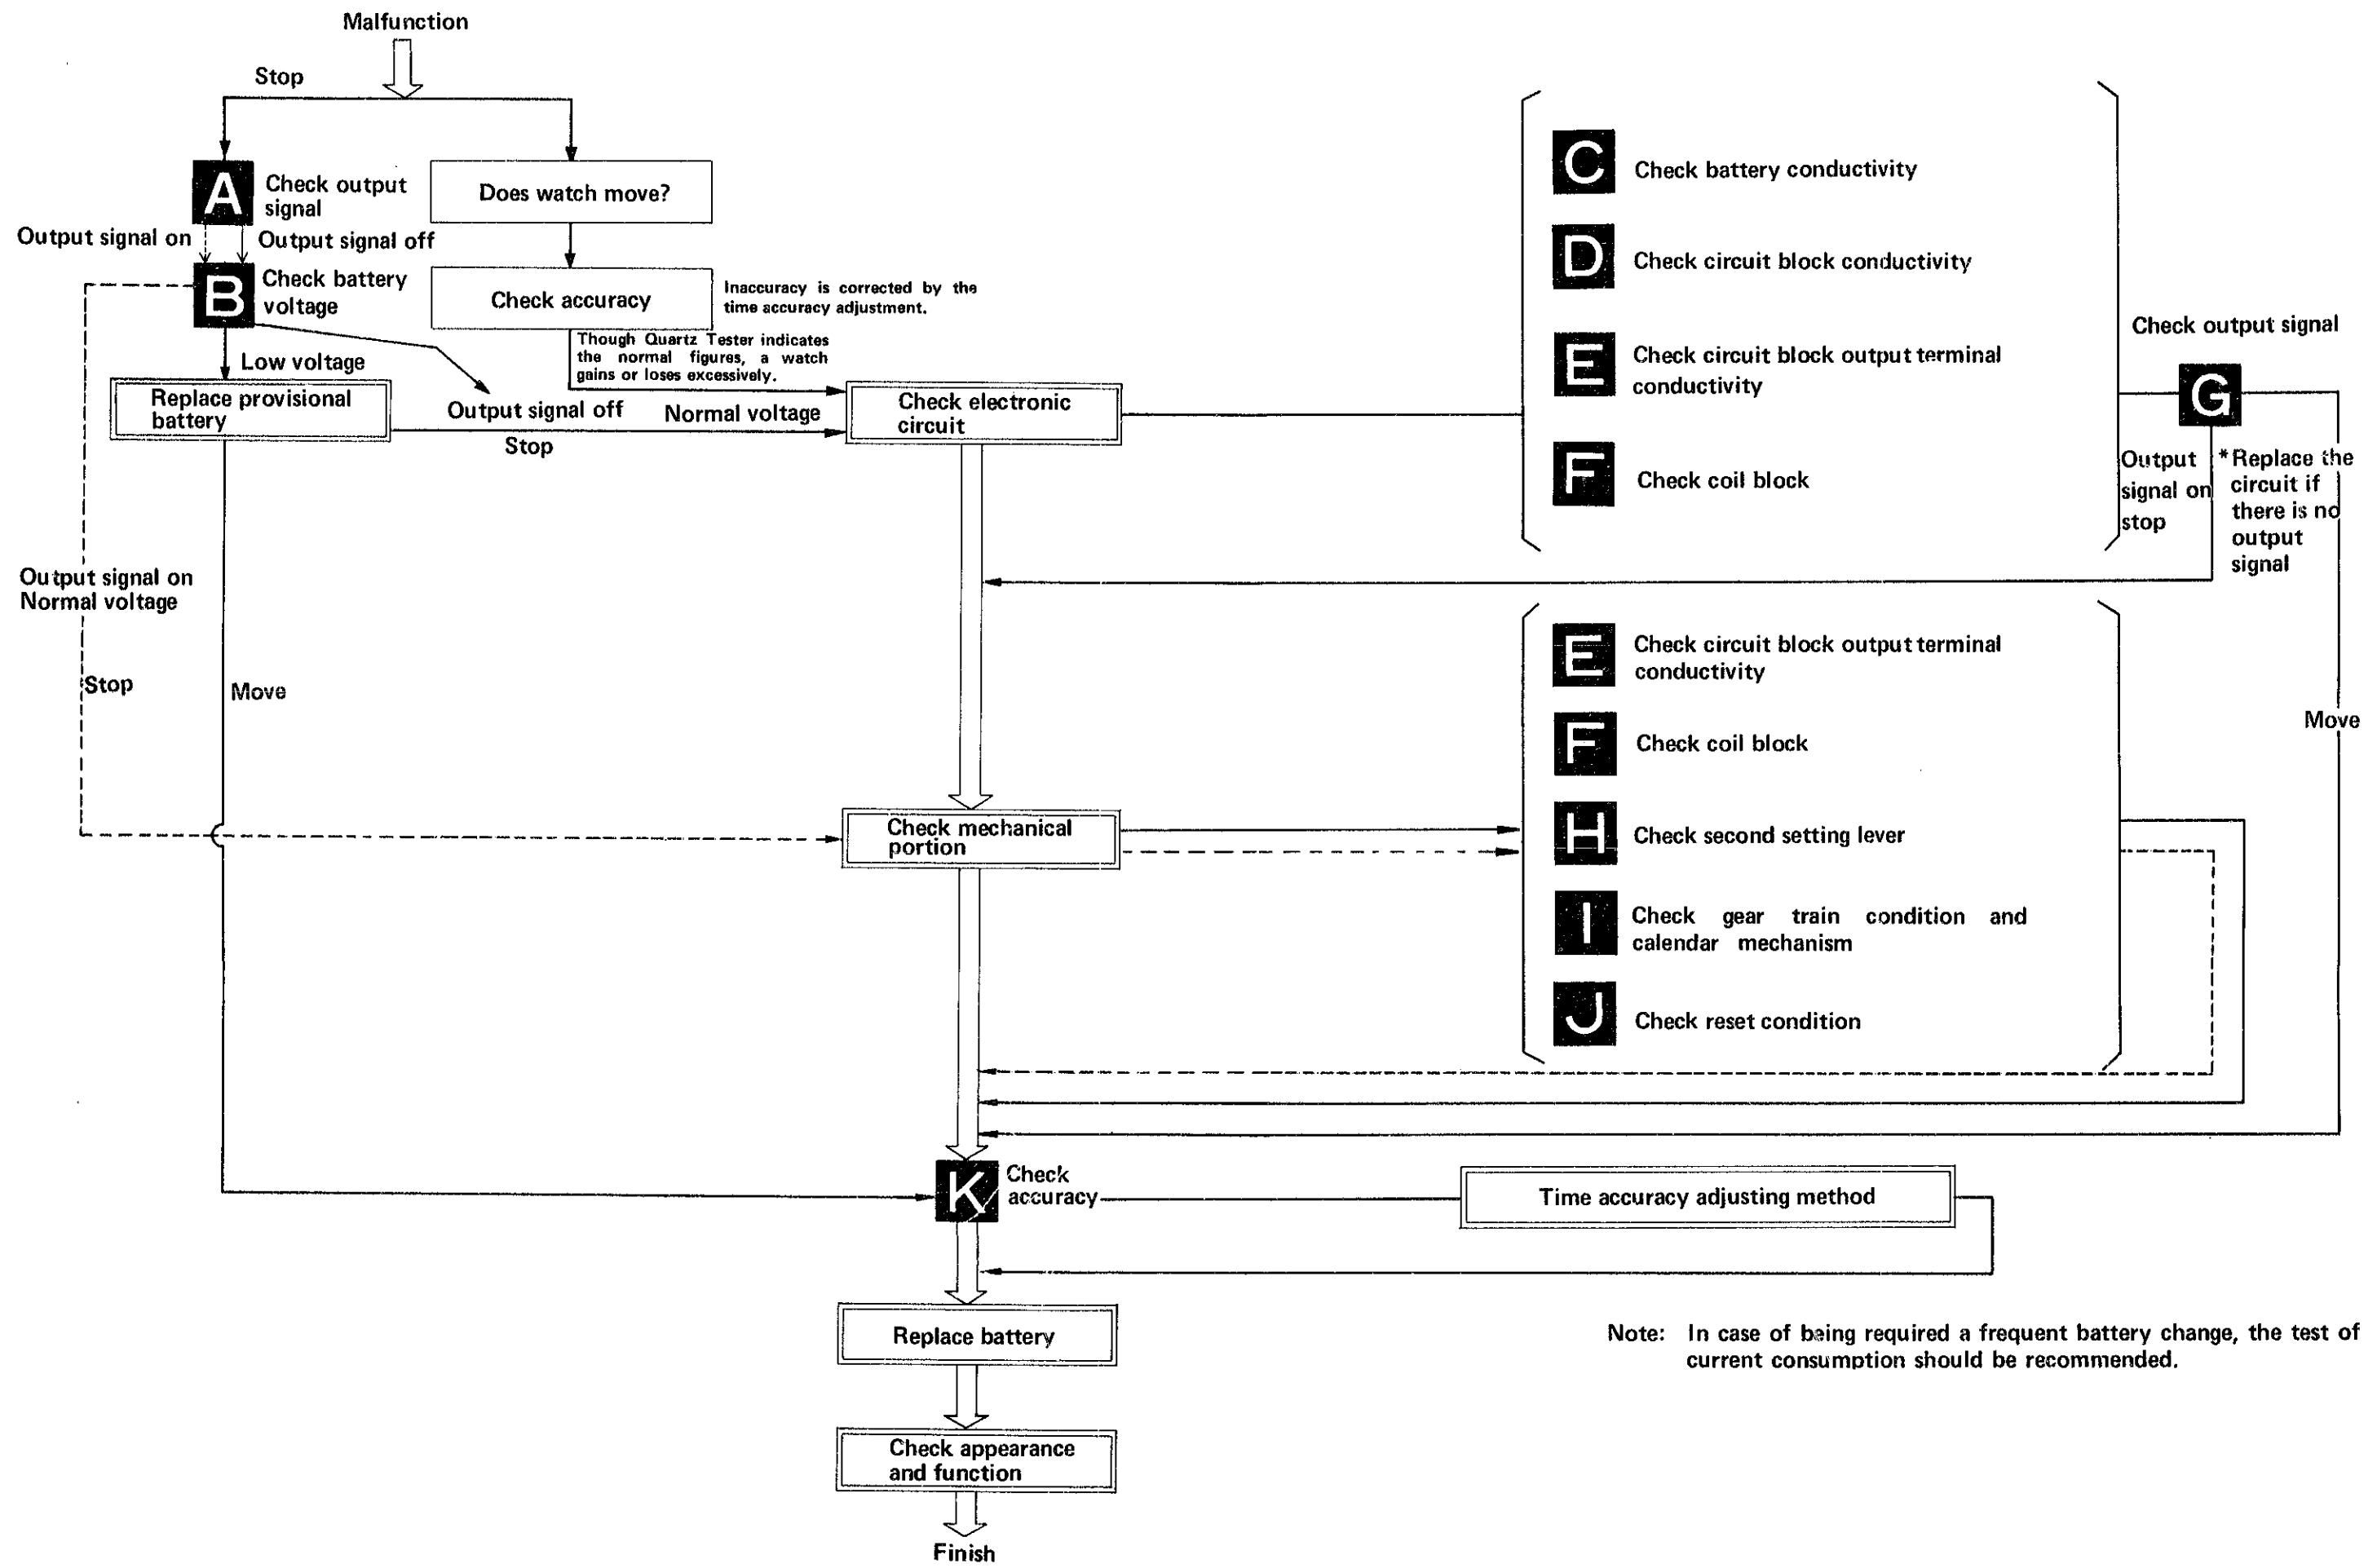 Malfunction
Stop
A
Check output
signal
Does watch move?
Output signal on
Output signal off
B
Check battery
voltage
Check accuracy
Inaccuracy is corrected by the
time accuracy adjustment.
Though Quartz Tester indicates
the normal figures, a watch
gains or loses excessively.
Low voltage
Replace provisional
battery
Output signal off
Normal voltage
Stop
Check electronic
circuit
C
Check battery conductivity
D
Check circuit block conductivity
E
Check circuit block output terminal
conductivity
F
Check coil block
Check output signal
G
Output
signal on
stop
*Replace the
circuit if
there is no
output
signal
Output signal on
Normal voltage
Stop
Move
Check mechanical
portion
E
Check circuit block output terminal
conductivity
F
Check coil block
H
Check second setting lever
I
Check gear train condition and
calendar mechanism
J
Check reset condition
Move
K
Check
accuracy
Time accuracy adjusting method
Replace battery
Note: In case of being required a frequent battery change, the test of
current consumption should be recommended.
Check appearance
and function
Finish